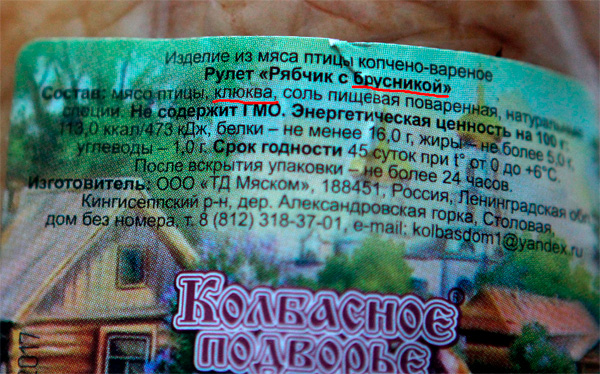 Изделие из мяса птицы копчено-вареное
Рулет «Рябчик с брусникой»
Состав: мясо птицы, клюква, соль пищевая поваренная, натуральные
специи. Не содержит ГМО. Энергетическая ценность на 100 г:
113,0 ккал/473 кДж, белки – не менее 16,0 г, жиры – не более 5,0 г,
углеводы – 1,0 г. Срок годности 45 суток при t° от 0 до +6°С.
После вскрытия упаковки – не более 24 часов.
Изготовитель: ООО «ТД Мяском», 188451, Россия, Ленинградская обл.
Кингисеппский р-н, дер. Александровская горка, Столовая,
дом без номера, т. 8 (812) 318-37-01, e-mail: kolbasdom1@yandex.ru
Колбасное
подворье
2017